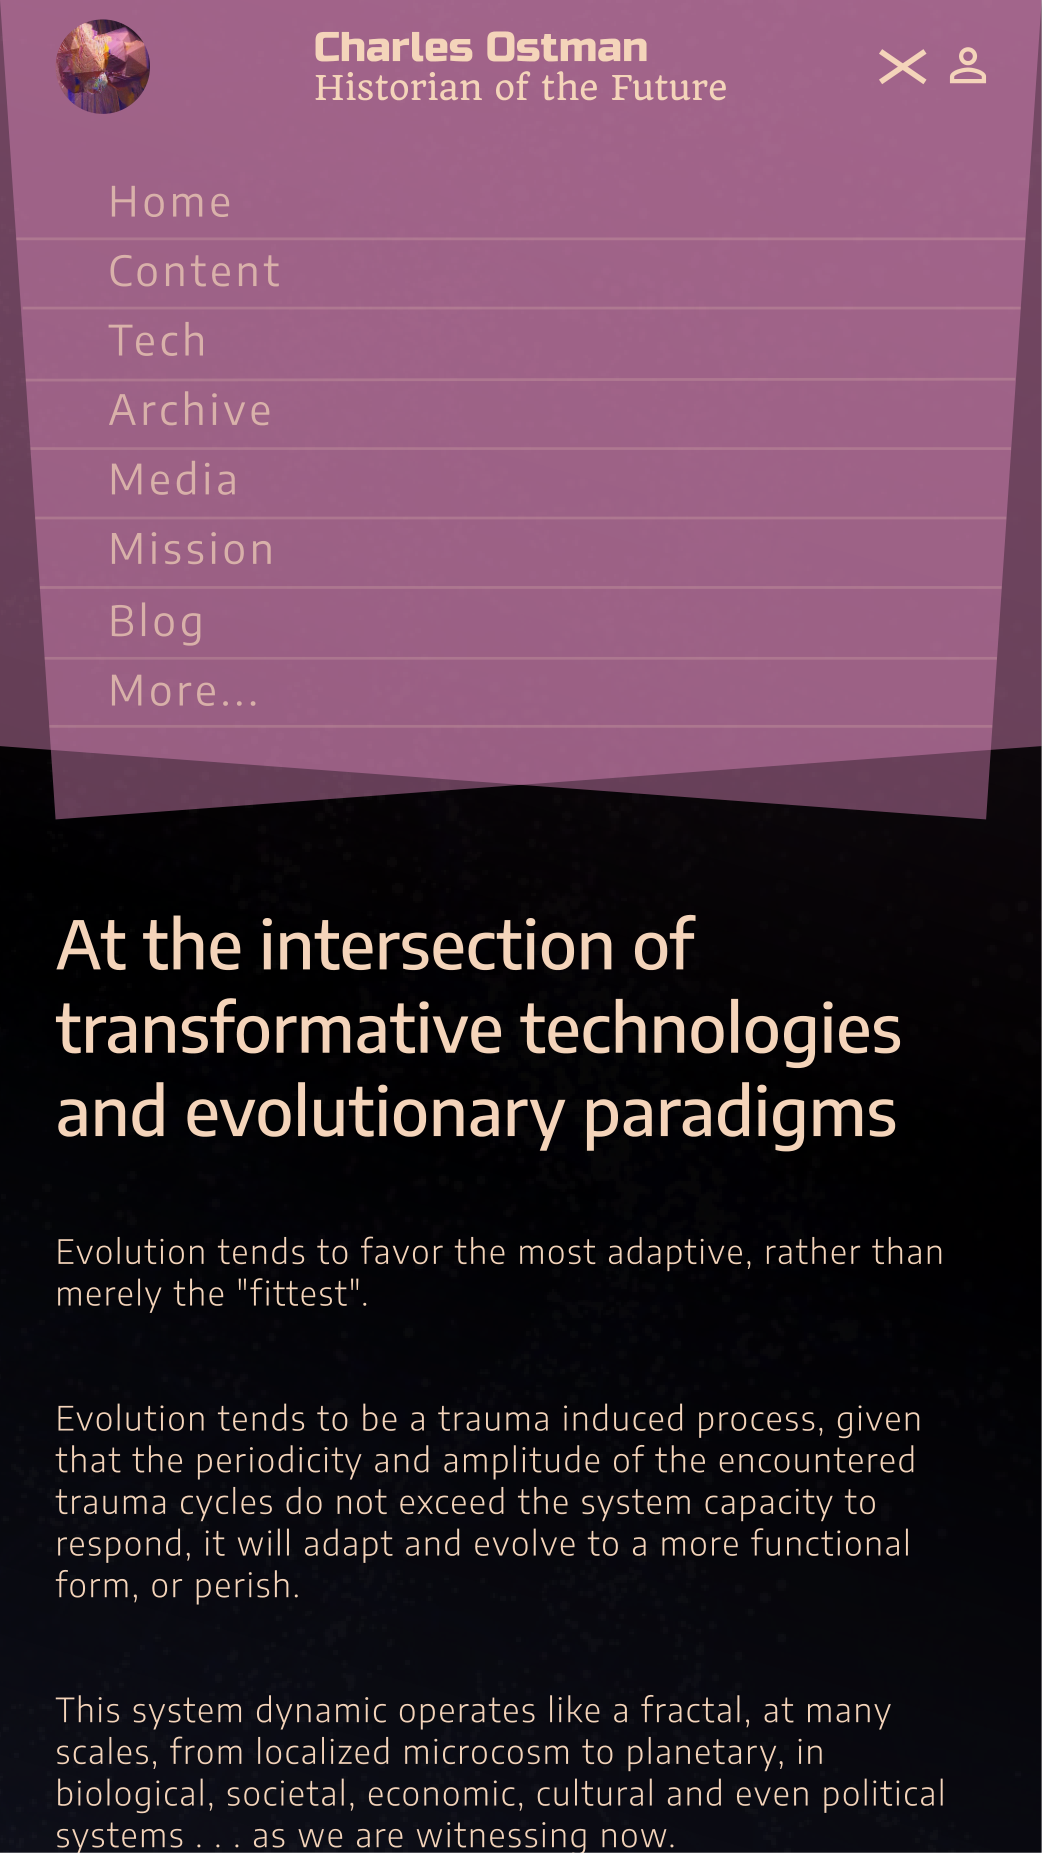 Charles Ostman
Historian of the Future
Home
Content
Tech
Archive
Media
Mission
Blog
More...
At the intersection of
transformative technologies
and evolutionary paradigms
Evolution tends to favor the most adaptive, rather than
merely the "fittest".
Evolution tends to be a trauma induced process, given
that the periodicity and amplitude of the encountered
trauma cycles do not exceed the system capacity to
respond, it will adapt and evolve to a more functional
form, or perish.
This system dynamic operates like a fractal, at many
scales, from localized microcosm to planetary, in
biological, societal, economic, cultural and even political
systems . . . as we are witnessing now.